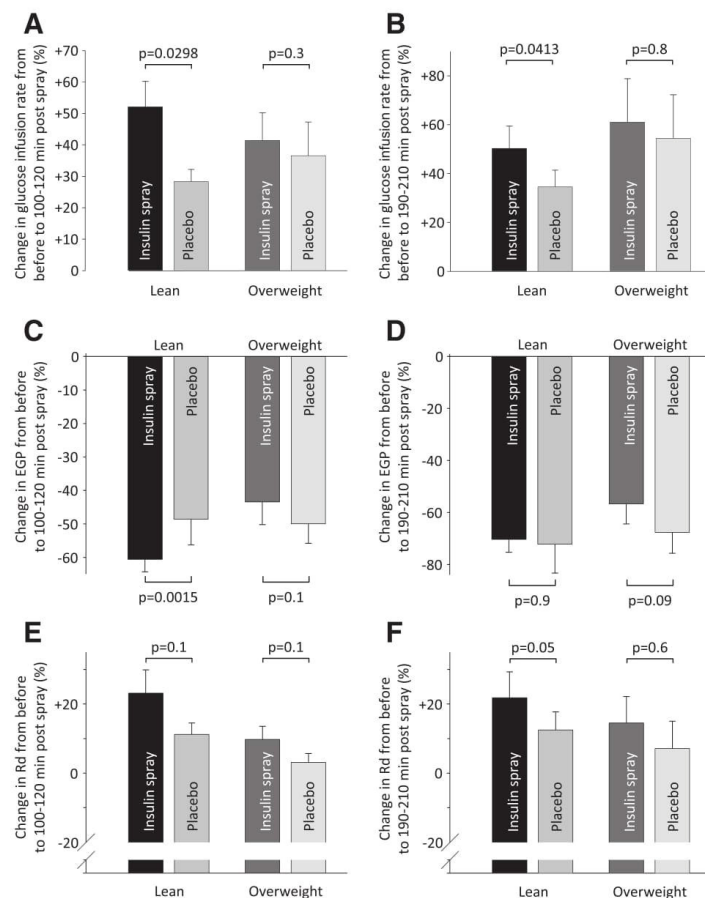 A
Change in glucose infusion rate from
before to 100-120 min post spray (%)
+70
+60
+50
+40
+30
+20
+10
0
p=0.0298
p=0.3
Insulin spray
Placebo
Insulin spray
Placebo
Lean
Overweight
B
Change in glucose infusion rate from
before to 190-210 min post spray (%)
+80
+60
+40
+20
0
p=0.0413
p=0.8
Insulin spray
Placebo
Insulin spray
Placebo
Lean
Overweight
C
Change in EGP from before
to 100-120 min post spray (%)
Lean
Overweight
0
-10
-20
-30
-40
-50
-60
Insulin spray
Placebo
Insulin spray
Placebo
p=0.0015
p=0.1
D
Change in EGP from before
to 190-210 min post spray (%)
Lean
Overweight
0
-20
-40
-60
-80
Insulin spray
Placebo
Insulin spray
Placebo
p=0.9
p=0.09
E
Change in Rd from before
to 100-120 min post spray (%)
p=0.1
p=0.1
+20
0
-20
Insulin spray
Placebo
Insulin spray
Placebo
Lean
Overweight
F
Change in Rd from before
to 190-210 min post spray (%)
p=0.05
p=0.6
+20
0
-20
Insulin spray
Placebo
Insulin spray
Placebo
Lean
Overweight